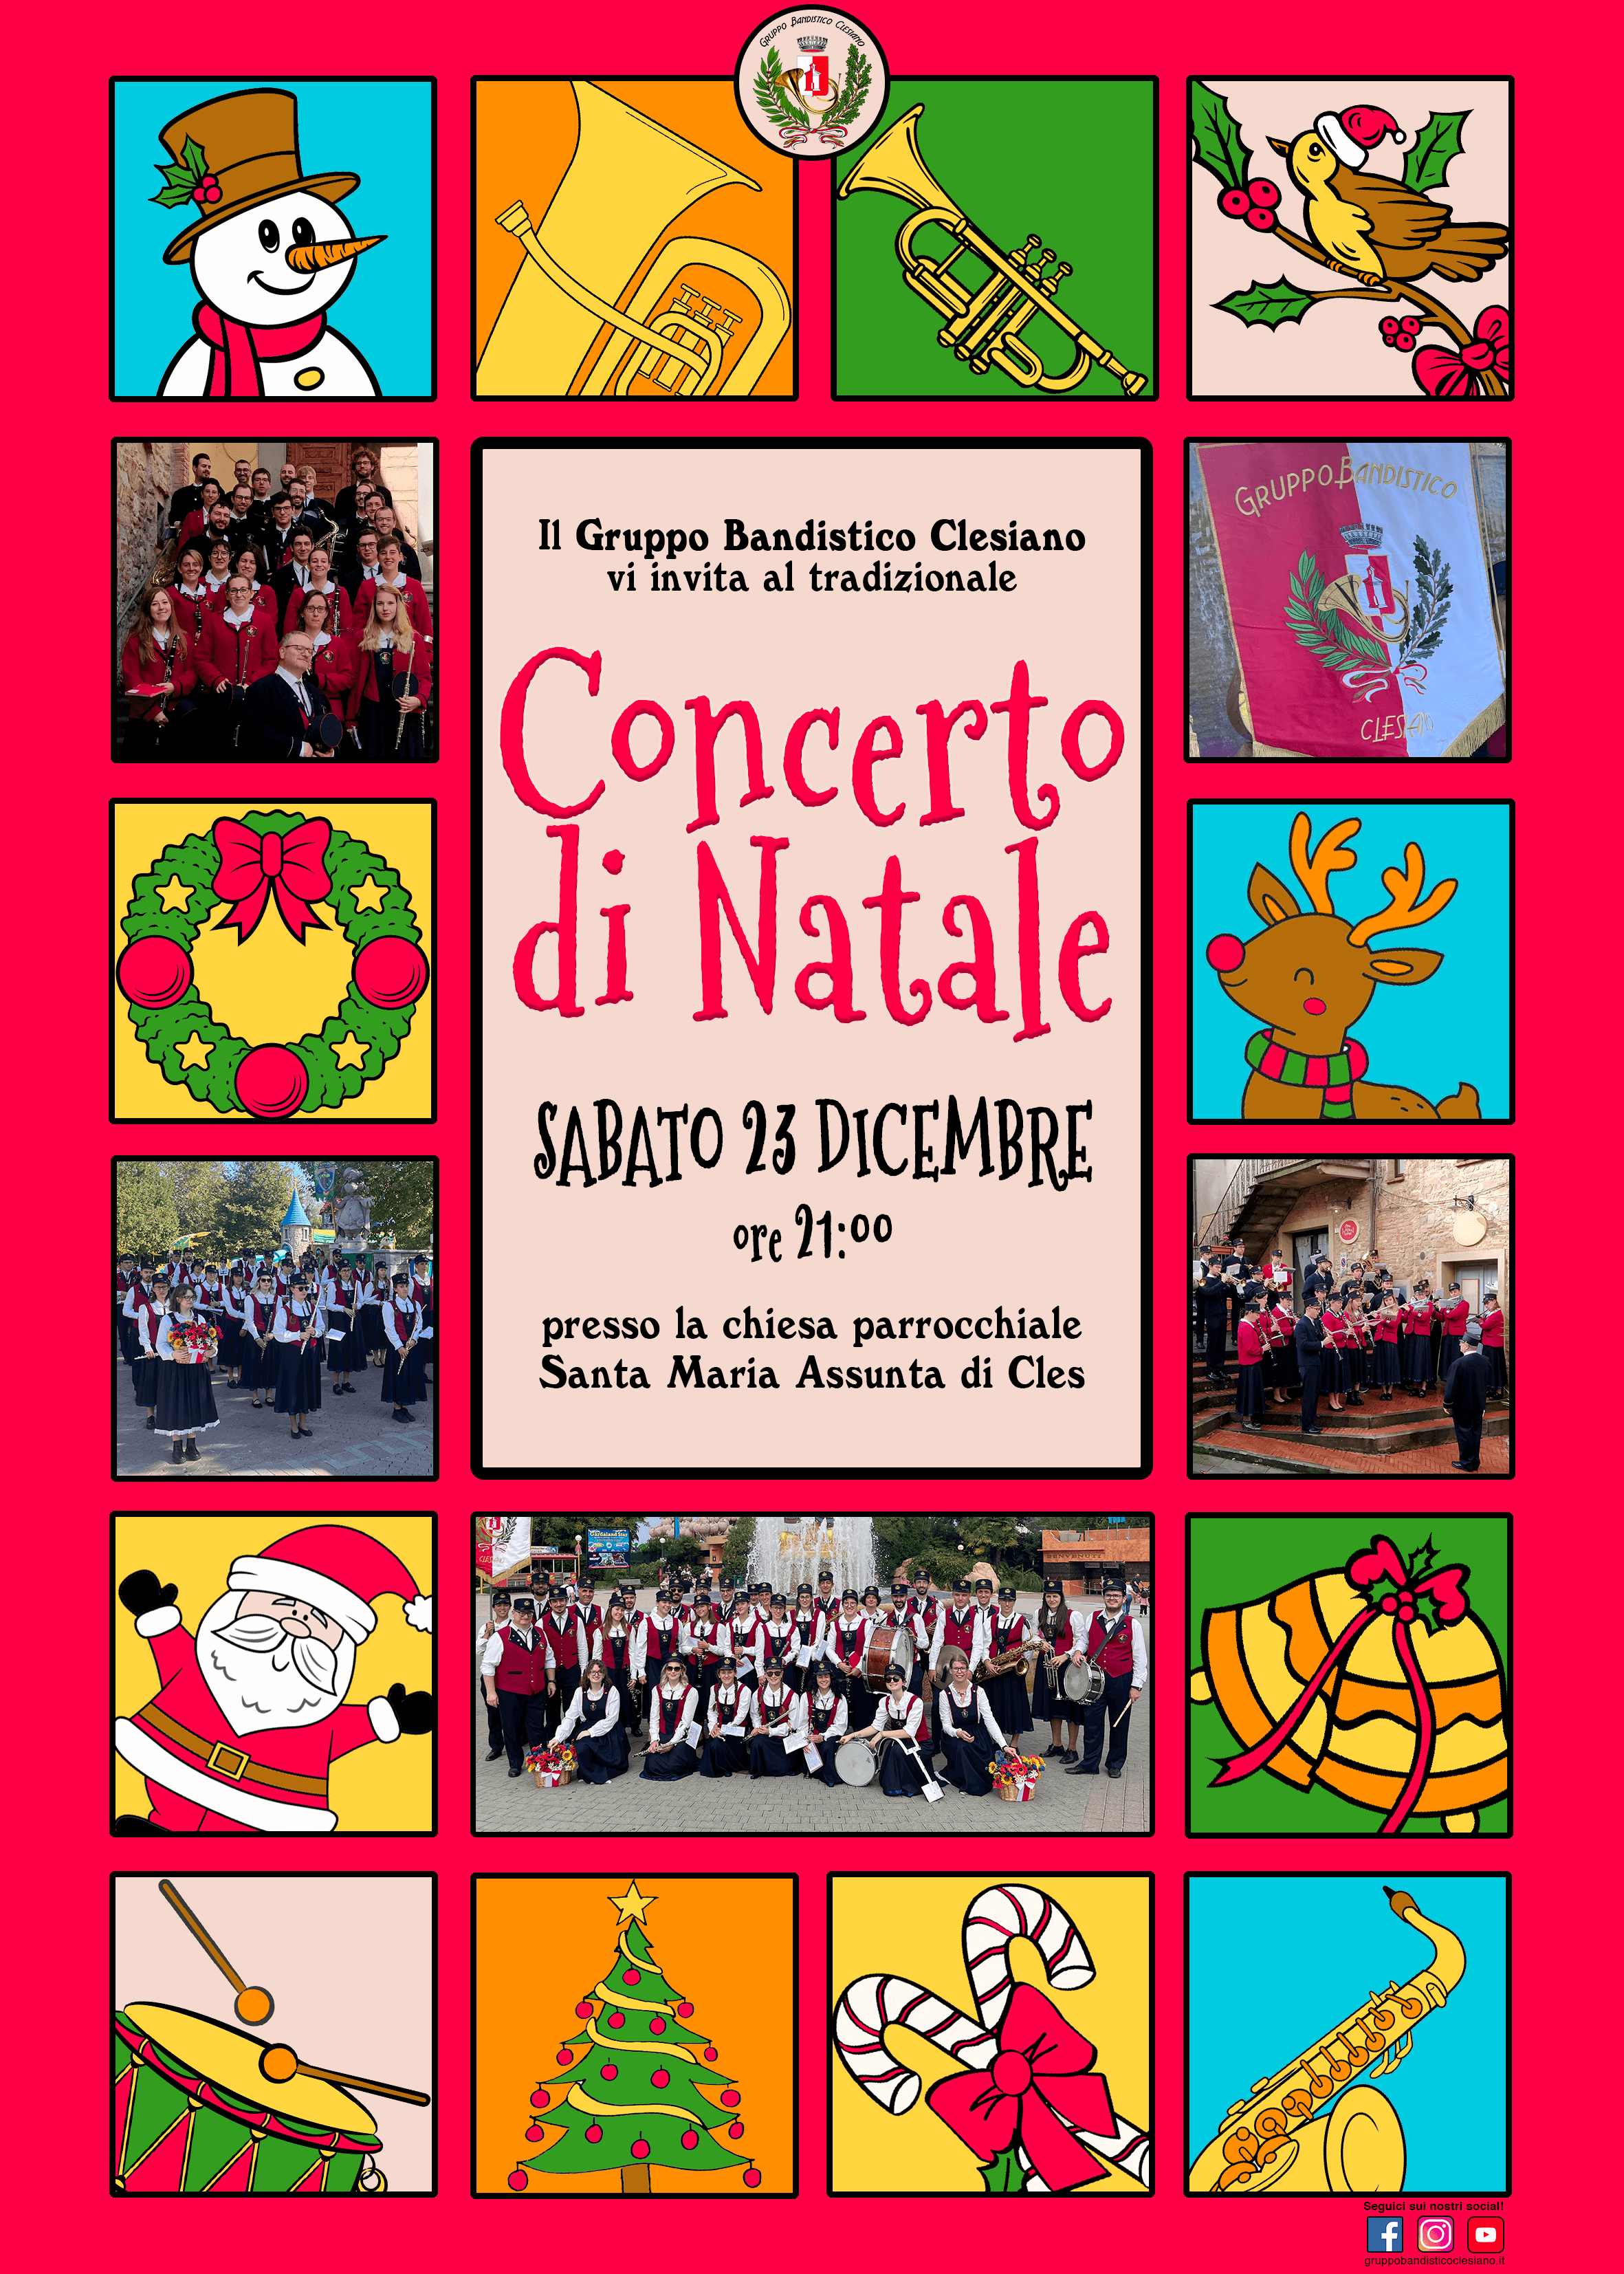 GRUPPO BANDISTICO CLESIANO
Il Gruppo Bandistico Clesiano
vi invita al tradizionale
Concerto
di Natale
SABATO 23 DICEMBRE
ore 21:00
presso la chiesa parrocchiale
Santa Maria Assunta di Cles
GRUPPO BANDISTICO
BENVENUTI
Seguici sui nostri social!
gruppobandisticoclesiano.it